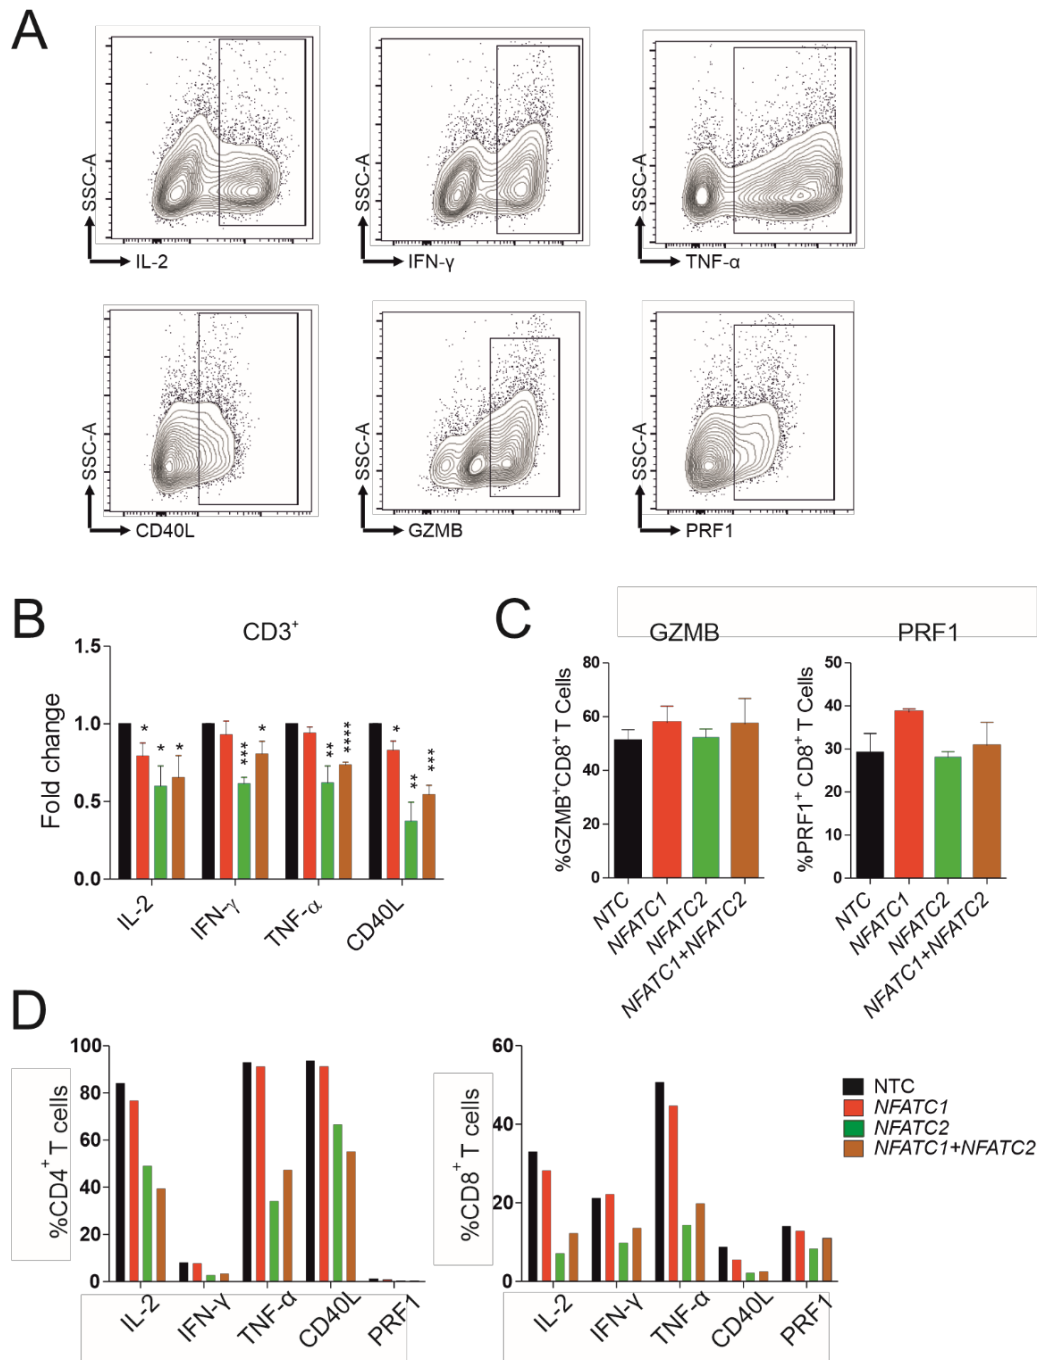 A
SSC-A
IL-2
SSC-A
IFN-γ
SSC-A
TNF-α
SSC-A
CD40L
SSC-A
GZMB
SSC-A
PRF1
B
CD3+
Fold change
1.5
1.0
0.5
0.0
* * *
*** *
** ****
* ** ***
IL-2
IFN-γ
TNF-α
CD40L
C
GZMB
%GZMB+CD8+ T Cells
80
60
40
20
0
NTC
NFATC1
NFATC2
NFATC1+NFATC2
PRF1
%PRF1+ CD8+ T Cells
50
40
30
20
10
0
NTC
NFATC1
NFATC2
NFATC1+NFATC2
D
%CD4+ T cells
100
80
60
40
20
0
IL-2
IFN-γ
TNF-α
CD40L
PRF1
%CD8+ T cells
60
40
20
0
IL-2
IFN-γ
TNF-α
CD40L
PRF1
NTC
NFATC1
NFATC2
NFATC1+NFATC2